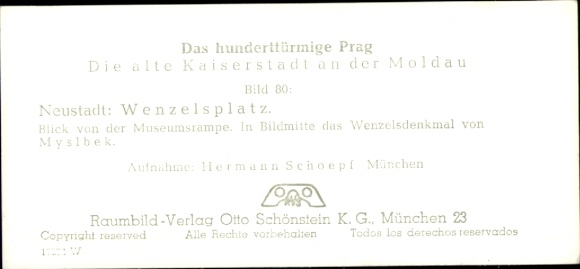 Das hunderttürmige Prag
Die alte Kaiserstadt an der Moldau
Bild 80:
Neustadt: Wenzelsplatz.
Blick von der Museumsrampe. In Bildmitte das Wenzelsdenkmal von
Myslbek.
Aufnahme: Hermann Schoepf München
Raumbild-Verlag Otto Schönstein K. G., München 23
Copyright reserved Alle Rechte vorbehalten Todos los derechos reservados
W